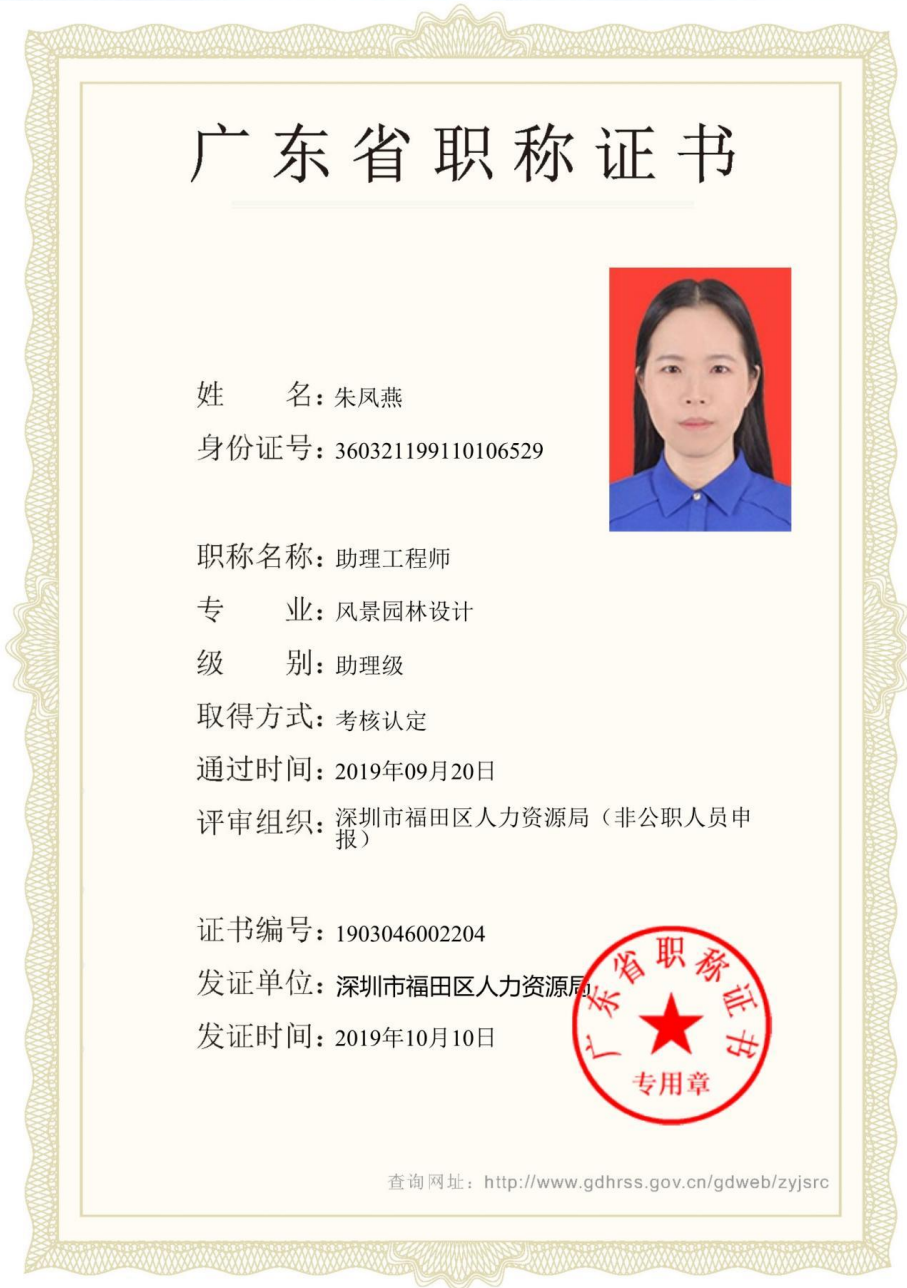 广东省职称证书
姓 名：朱凤燕
身份证号：360321199110106529
职称名称：助理工程师
专 业：风景园林设计
级 别：助理级
取得方式：考核认定
通过时间：2019年09月20日
评审组织：深圳市福田区人力资源局（非公职人员申
报）
证书编号：1903046002204
发证单位：深圳市福田区人力资源局
发证时间：2019年10月10日
广东省职称证书
专用章
查询网址：http://www.gdhrss.gov.cn/gdweb/zyjsrc